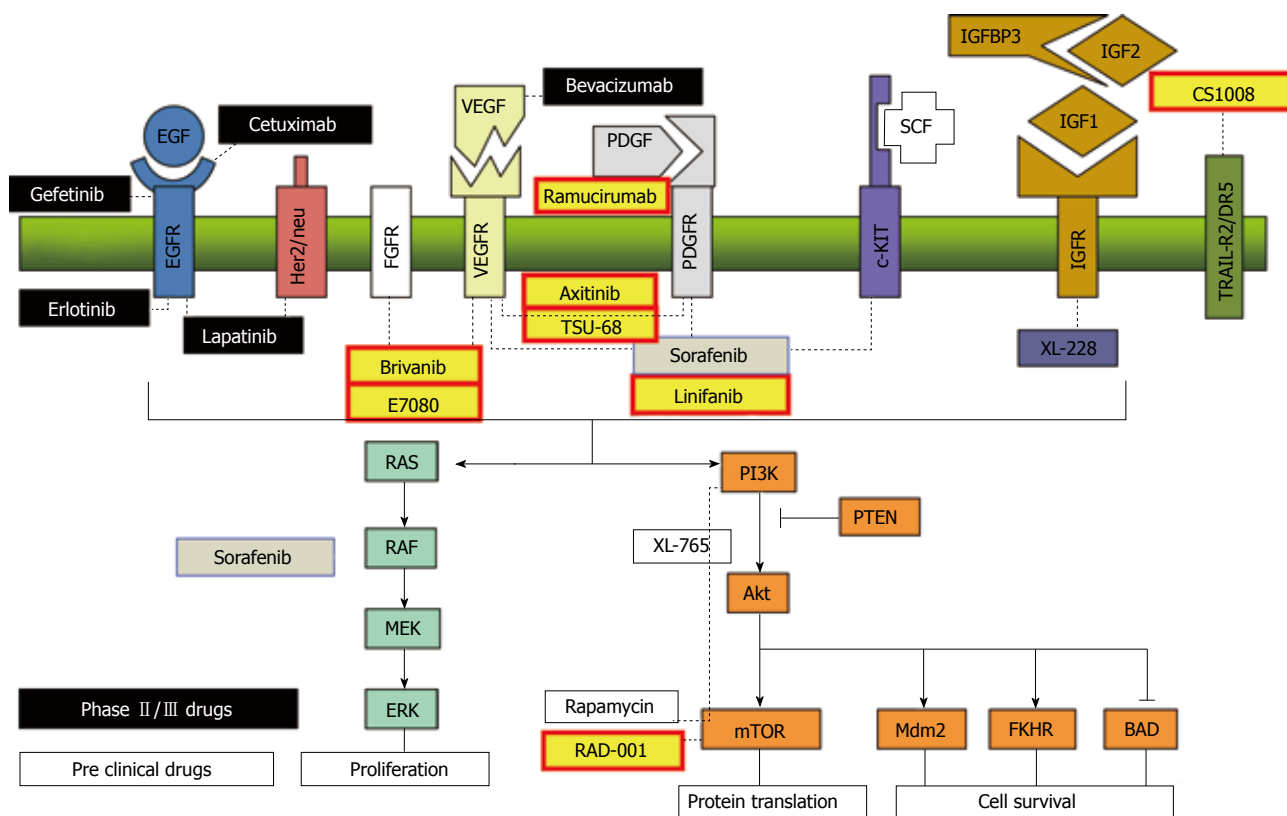 IGFBP3
IGF2
Bevacizumab
VEGF
CS1008
Cetuximab
EGF
SCF
IGF1
PDGF
Gefetinib
Ramucirumab
EGFR
Her2/neu
FGFR
VEGFR
PDGFR
c-KIT
IGFR
TRAIL-R2/DR5
Axitinib
Erlotinib
TSU-68
Lapatinib
Sorafenib
XL-228
Brivanib
Linifanib
E7080
RAS
PI3K
PTEN
RAF
XL-765
Sorafenib
Akt
MEK
Phase Ⅱ/Ⅲ drugs
ERK
Rapamycin
mTOR
Mdm2
FKHR
BAD
RAD-001
Pre clinical drugs
Proliferation
Protein translation
Cell survival